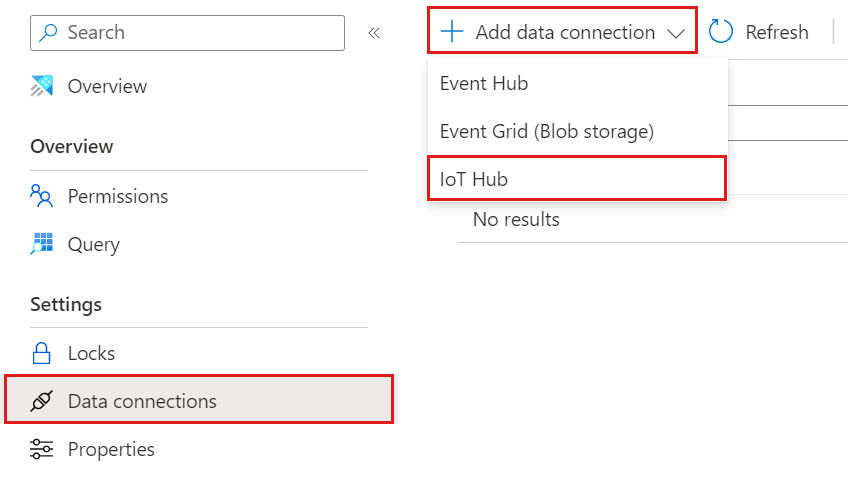 Search
Overview
Overview
Permissions
Query
Settings
Locks
Data connections
Properties
Add data connection
Refresh
Event Hub
Event Grid (Blob storage)
IoT Hub
No results